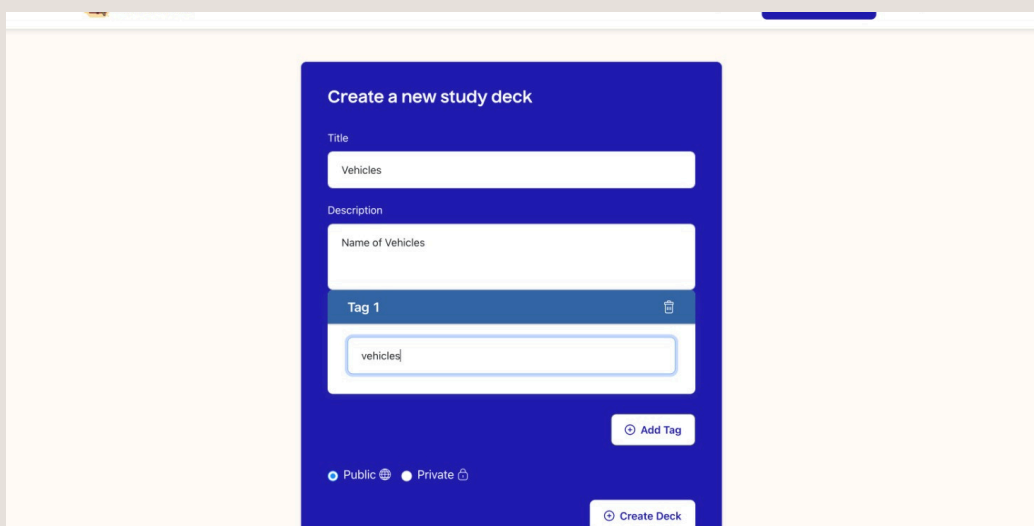 Create a new study deck
Title
Vehicles
Description
Name of Vehicles
Tag 1
vehicles
Add Tag
Public Private
Create Deck